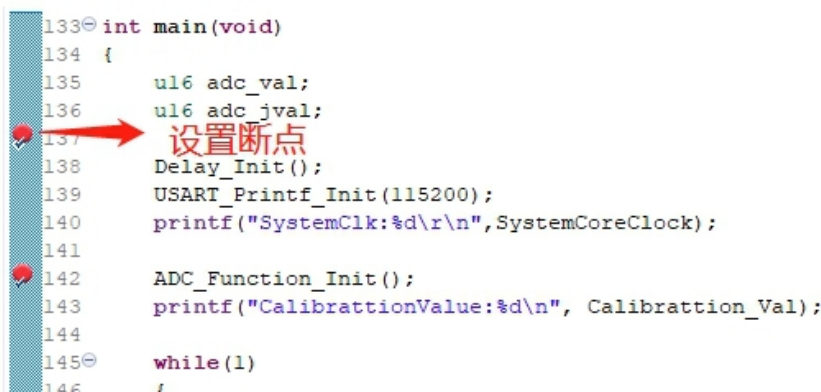 133 int main(void)
134 {
135 u16 adc_val;
136 u16 adc_jval;
137 设置断点
138 Delay_Init();
139 USART_Printf_Init(115200);
140 printf("SystemClk:%d\r\n",SystemCoreClock);
141
142 ADC_Function_Init();
143 printf("CalibrattionValue:%d\n", Calibrattion_Val);
144
145 while(1)
146 {